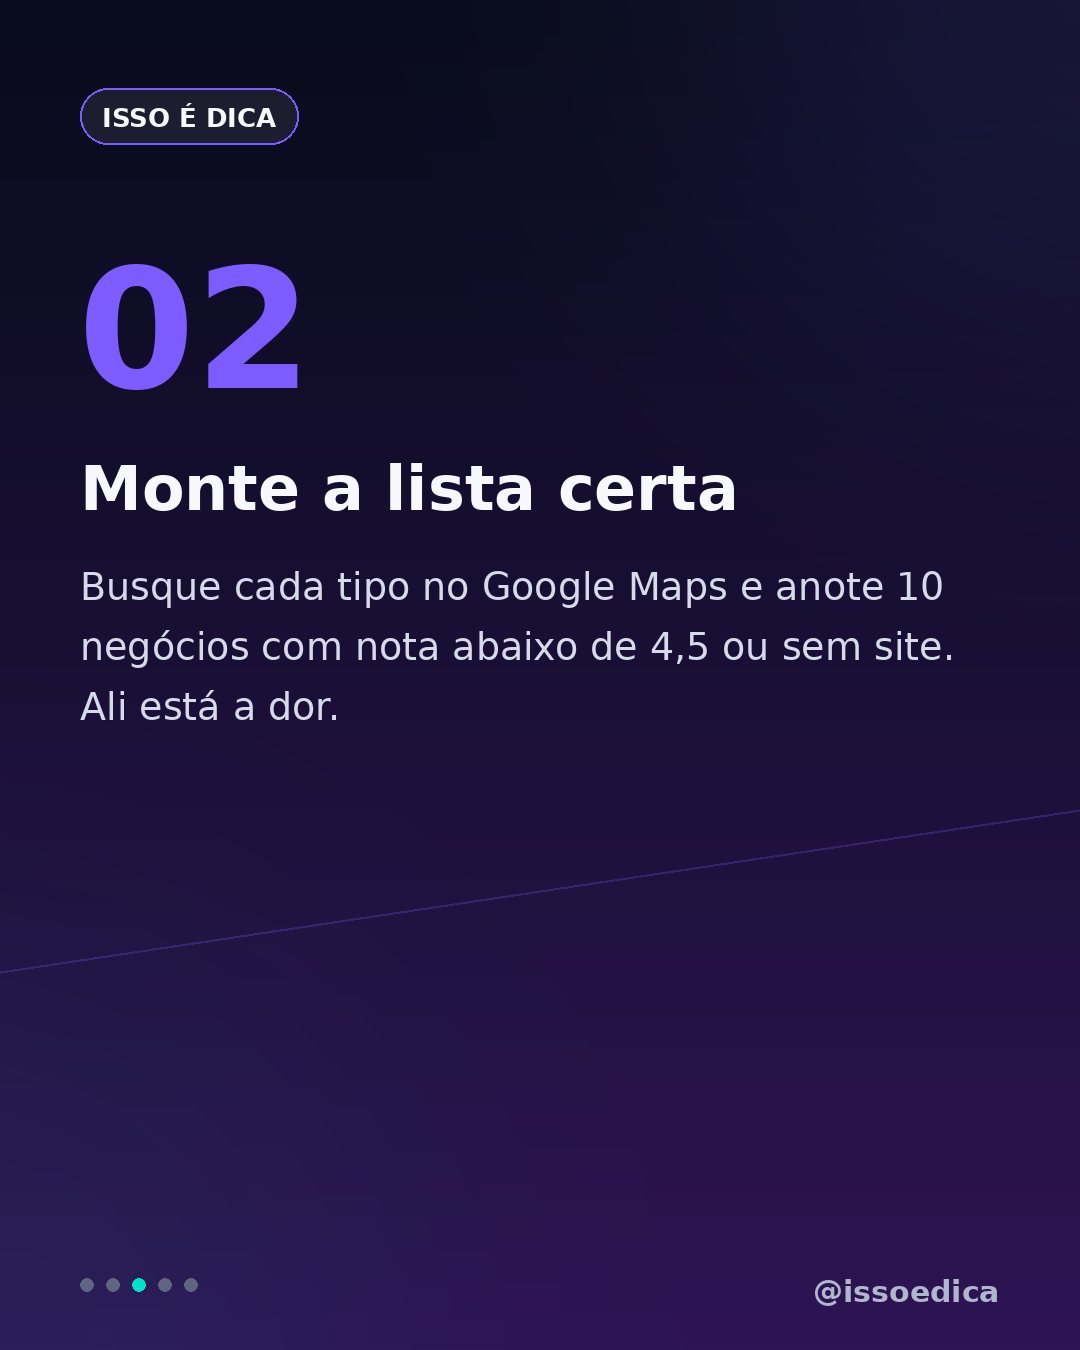 ISSO É DICA
02
Monte a lista certa
Busque cada tipo no Google Maps e anote 10
negócios com nota abaixo de 4,5 ou sem site.
Ali está a dor.
@issoedica